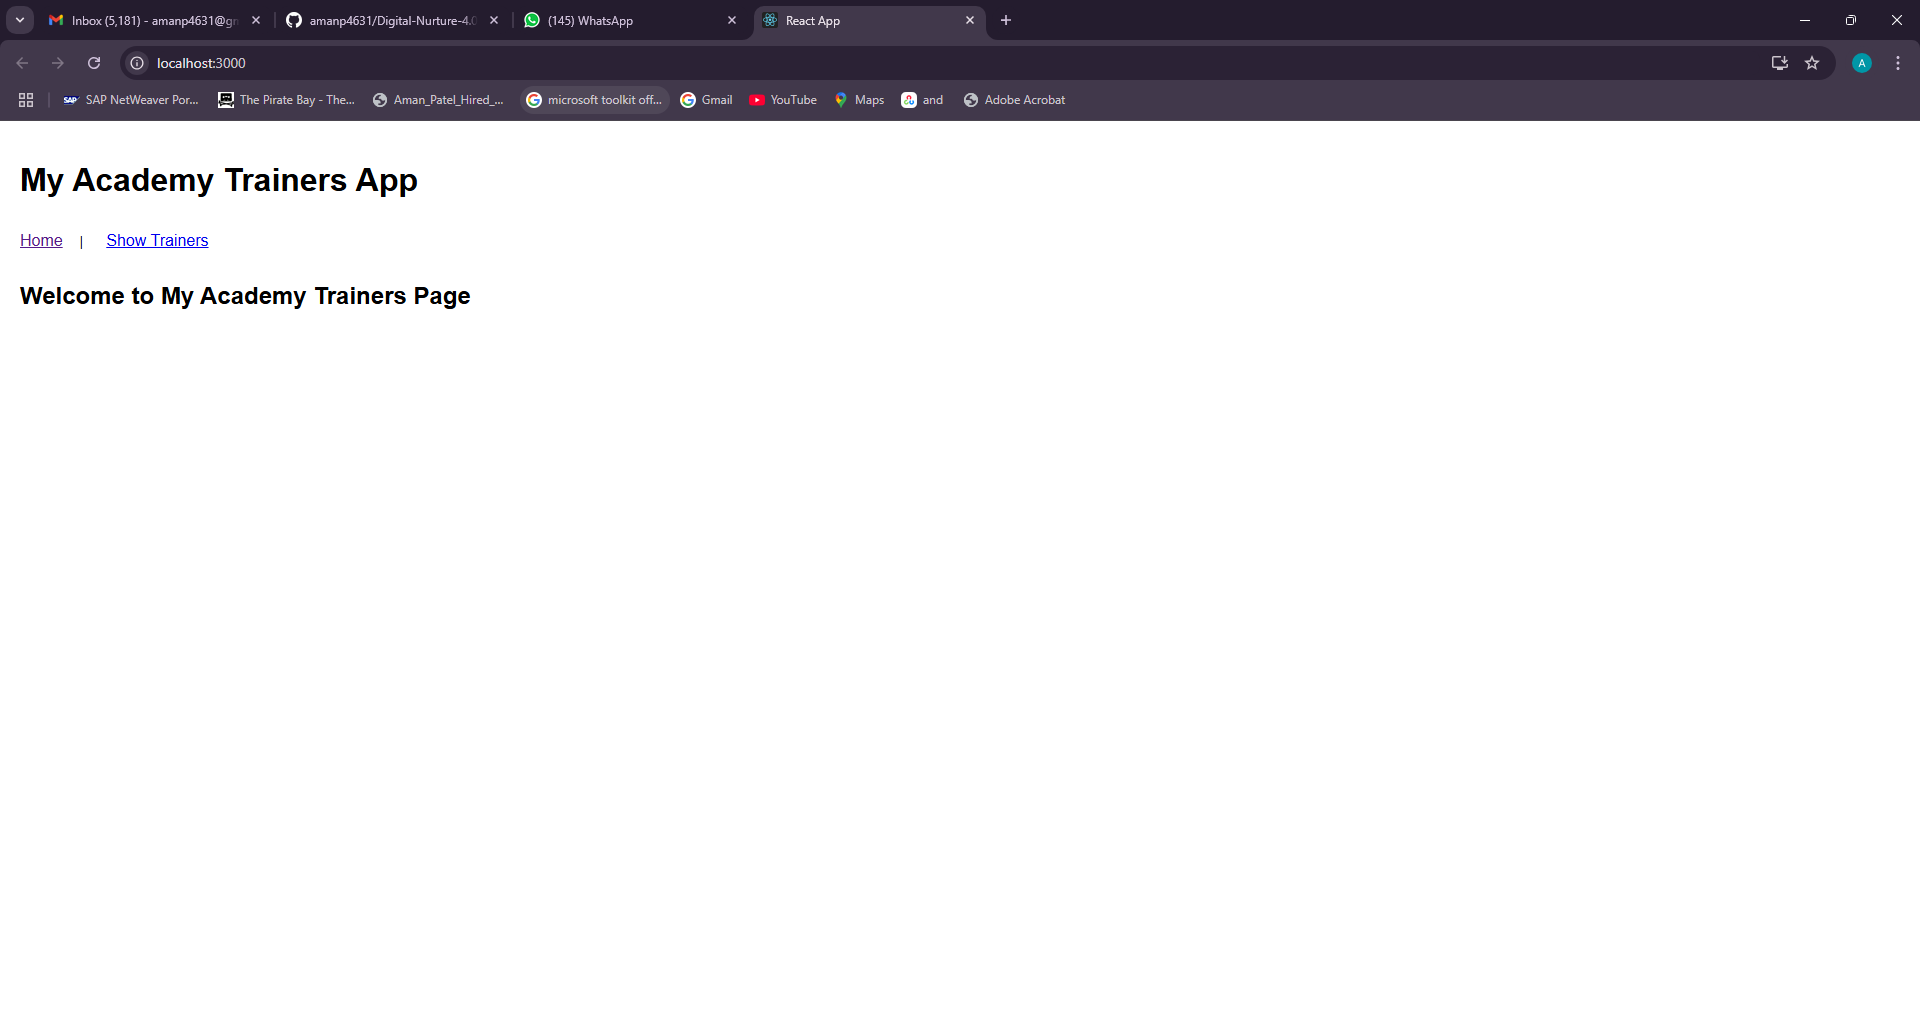 Inbox (5,181) - amanp4631@gr
amanp4631/Digital-Nurture-4.0
(145) WhatsApp
React App
localhost:3000
A
SAP
SAP NetWeaver Por...
The Pirate Bay - The...
Aman_Patel_Hired_...
microsoft toolkit off...
Gmail
YouTube
Maps
and
Adobe Acrobat
My Academy Trainers App
Home | Show Trainers
Welcome to My Academy Trainers Page